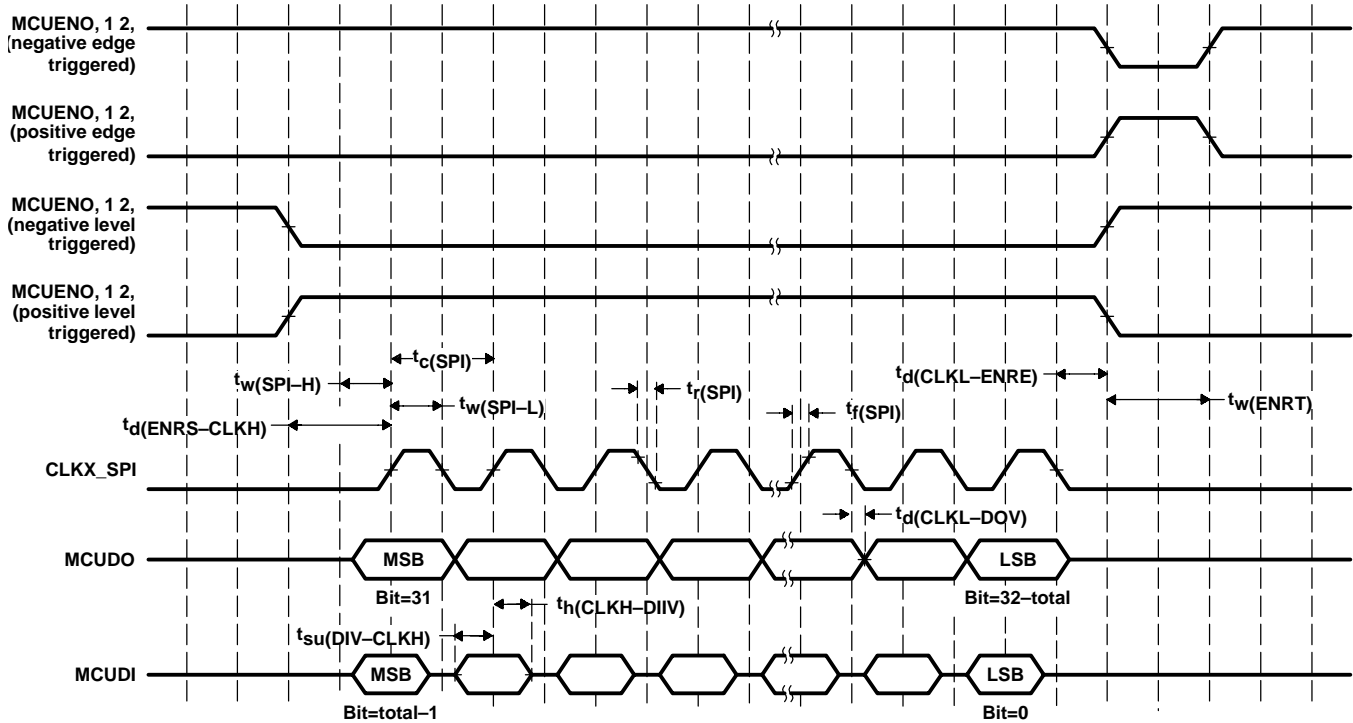 MCUENO, 1 2,
(negative edge
triggered)
MCUENO, 1 2,
(positive edge
triggered)
MCUENO, 1 2,
(negative level
triggered)
MCUENO, 1 2,
(positive level
triggered)
tc(SPI)
tw(SPI–H)
tr(SPI)
td(CLKL–ENRE)
tw(SPI–L)
tf(SPI)
tw(ENRT)
td(ENRS–CLKH)
CLKX_SPI
td(CLKL–DOV)
MCUDO
MSB
LSB
Bit=31
Bit=32–total
th(CLKH–DIIV)
tsu(DIV–CLKH)
MCUDI
MSB
LSB
Bit=total–1
Bit=0